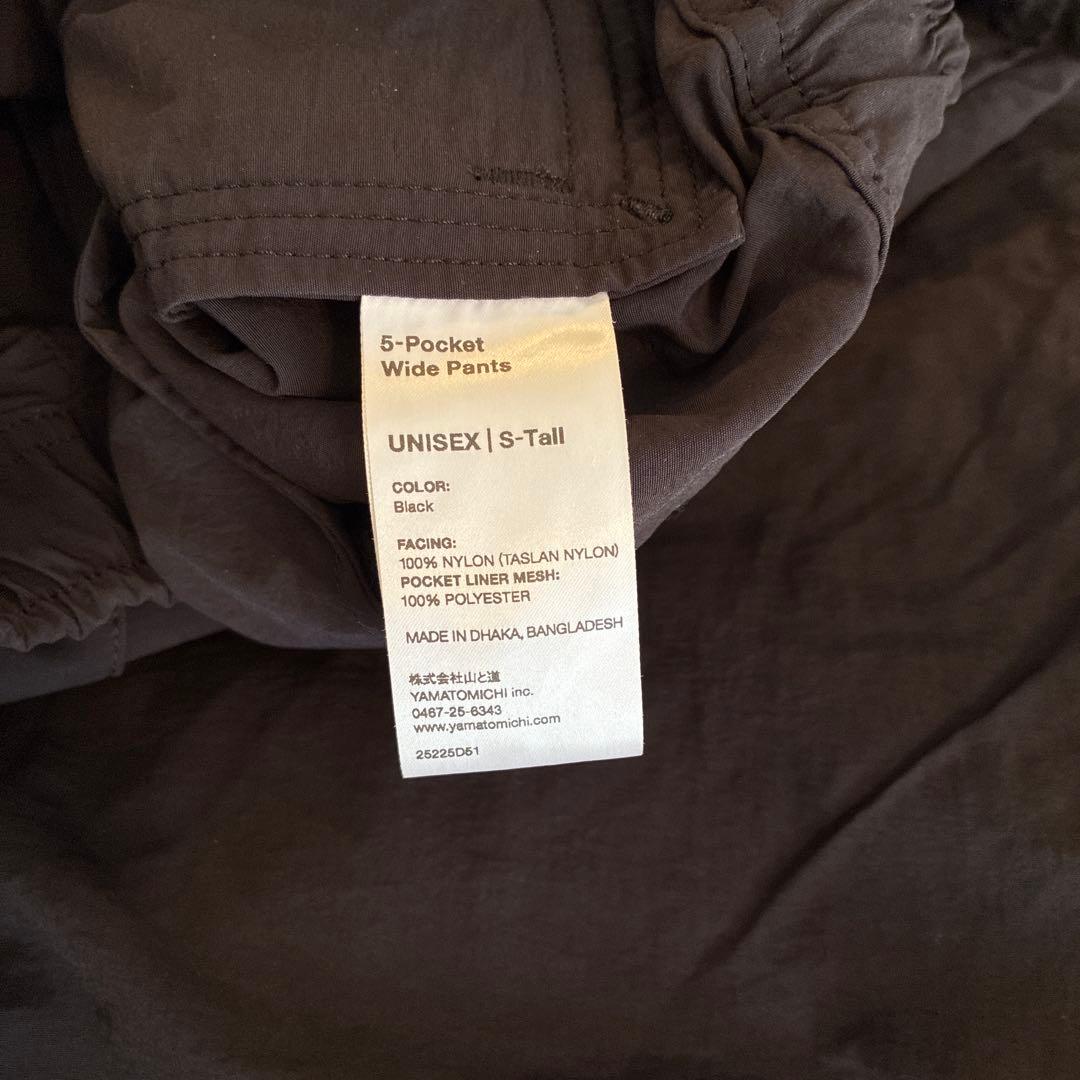 5-Pocket
Wide Pants
UNISEX | S-Tall
COLOR:
Black
FACING:
100% NYLON (TASLAN NYLON)
POCKET LINER MESH:
100% POLYESTER
MADE IN DHAKA, BANGLADESH
株式会社山と道
YAMATOMICHI inc.
0467-25-6343
www.yamatomichi.com
25225D51